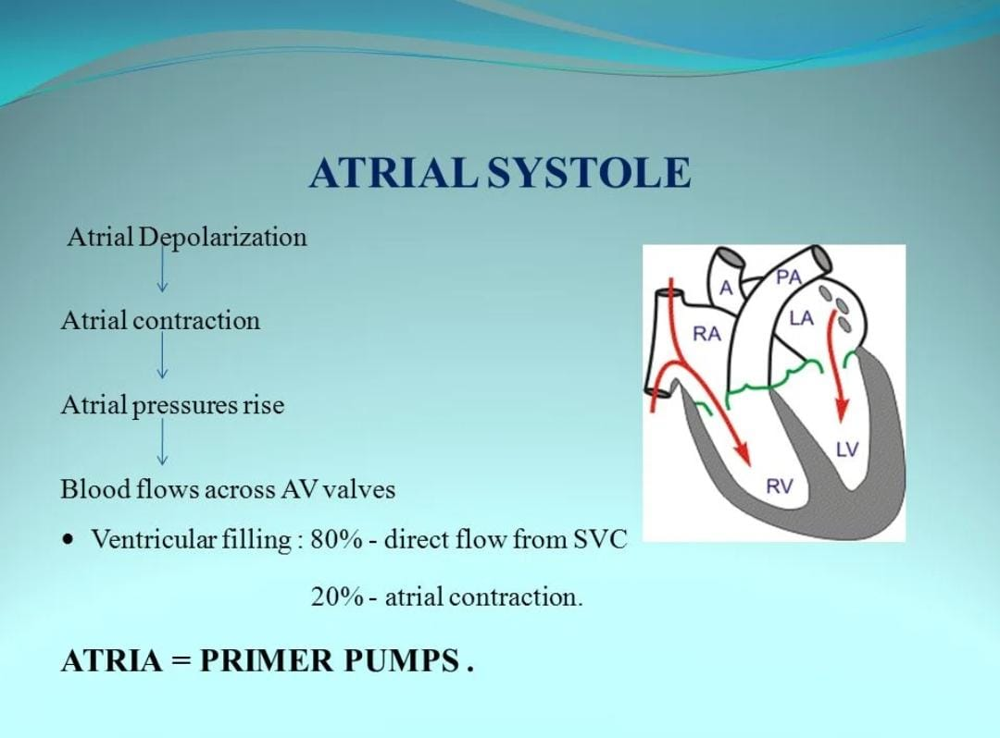 ATRIAL SYSTOLE
Atrial Depolarization
Atrial contraction
Atrial pressures rise
Blood flows across AV valves
• Ventricular filling : 80% - direct flow from SVC
20% - atrial contraction.
ATRIA = PRIMER PUMPS .
A
PA
RA
LA
LV
RV